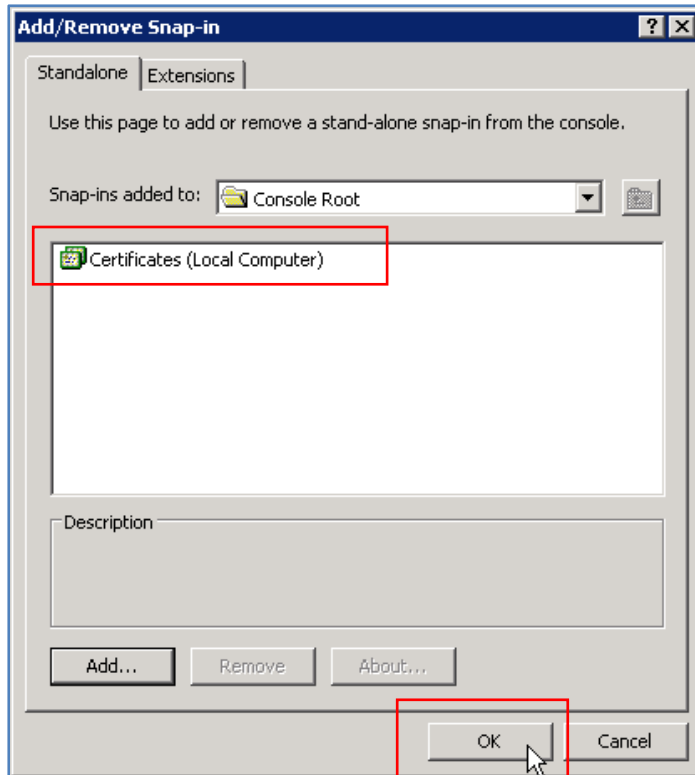 Add/Remove Snap-in
Standalone
Extensions
Use this page to add or remove a stand-alone snap-in from the console.
Snap-ins added to:
Console Root
Certificates (Local Computer)
Description
Add...
Remove
About...
OK
Cancel